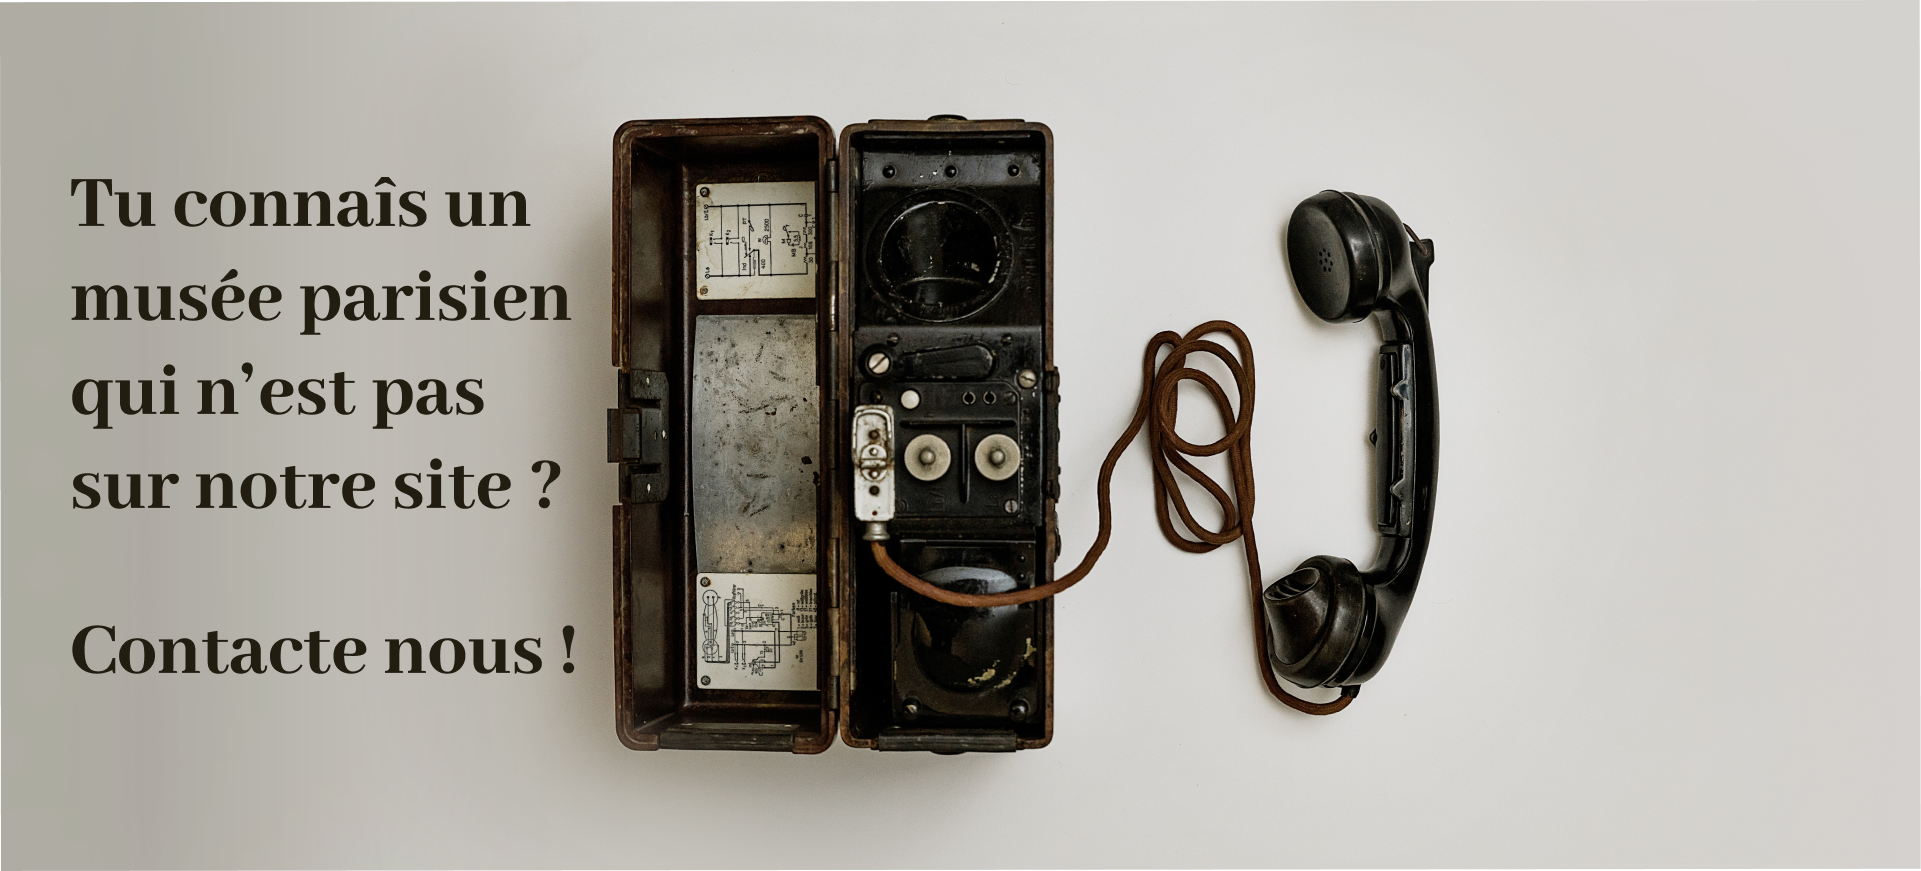 Tu connaîs un
musée parisien
qui n’est pas
sur notre site ?
Contacte nous !